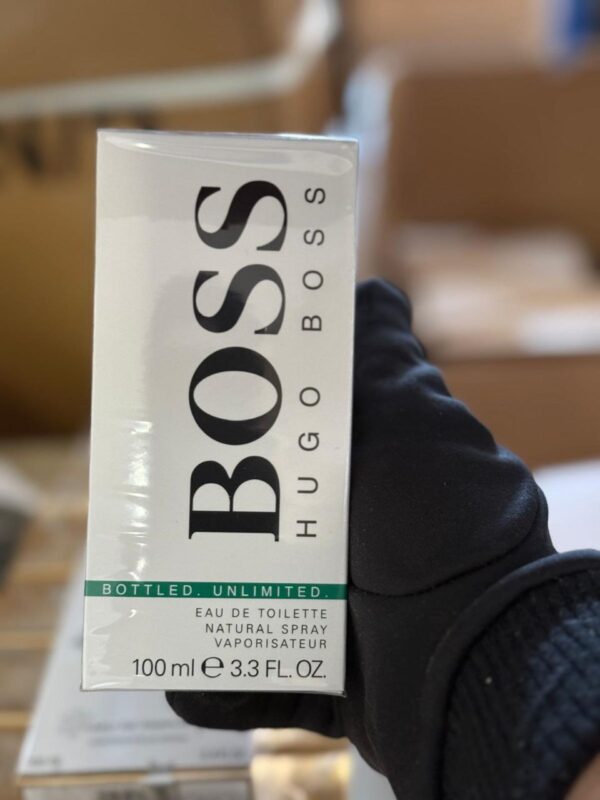 BOSS
HUGO BOSS
BOTTLED. UNLIMITED.
EAU DE TOILETTE
NATURAL SPRAY
VAPORISATEUR
100 ml ℮ 3.3 FL. OZ.